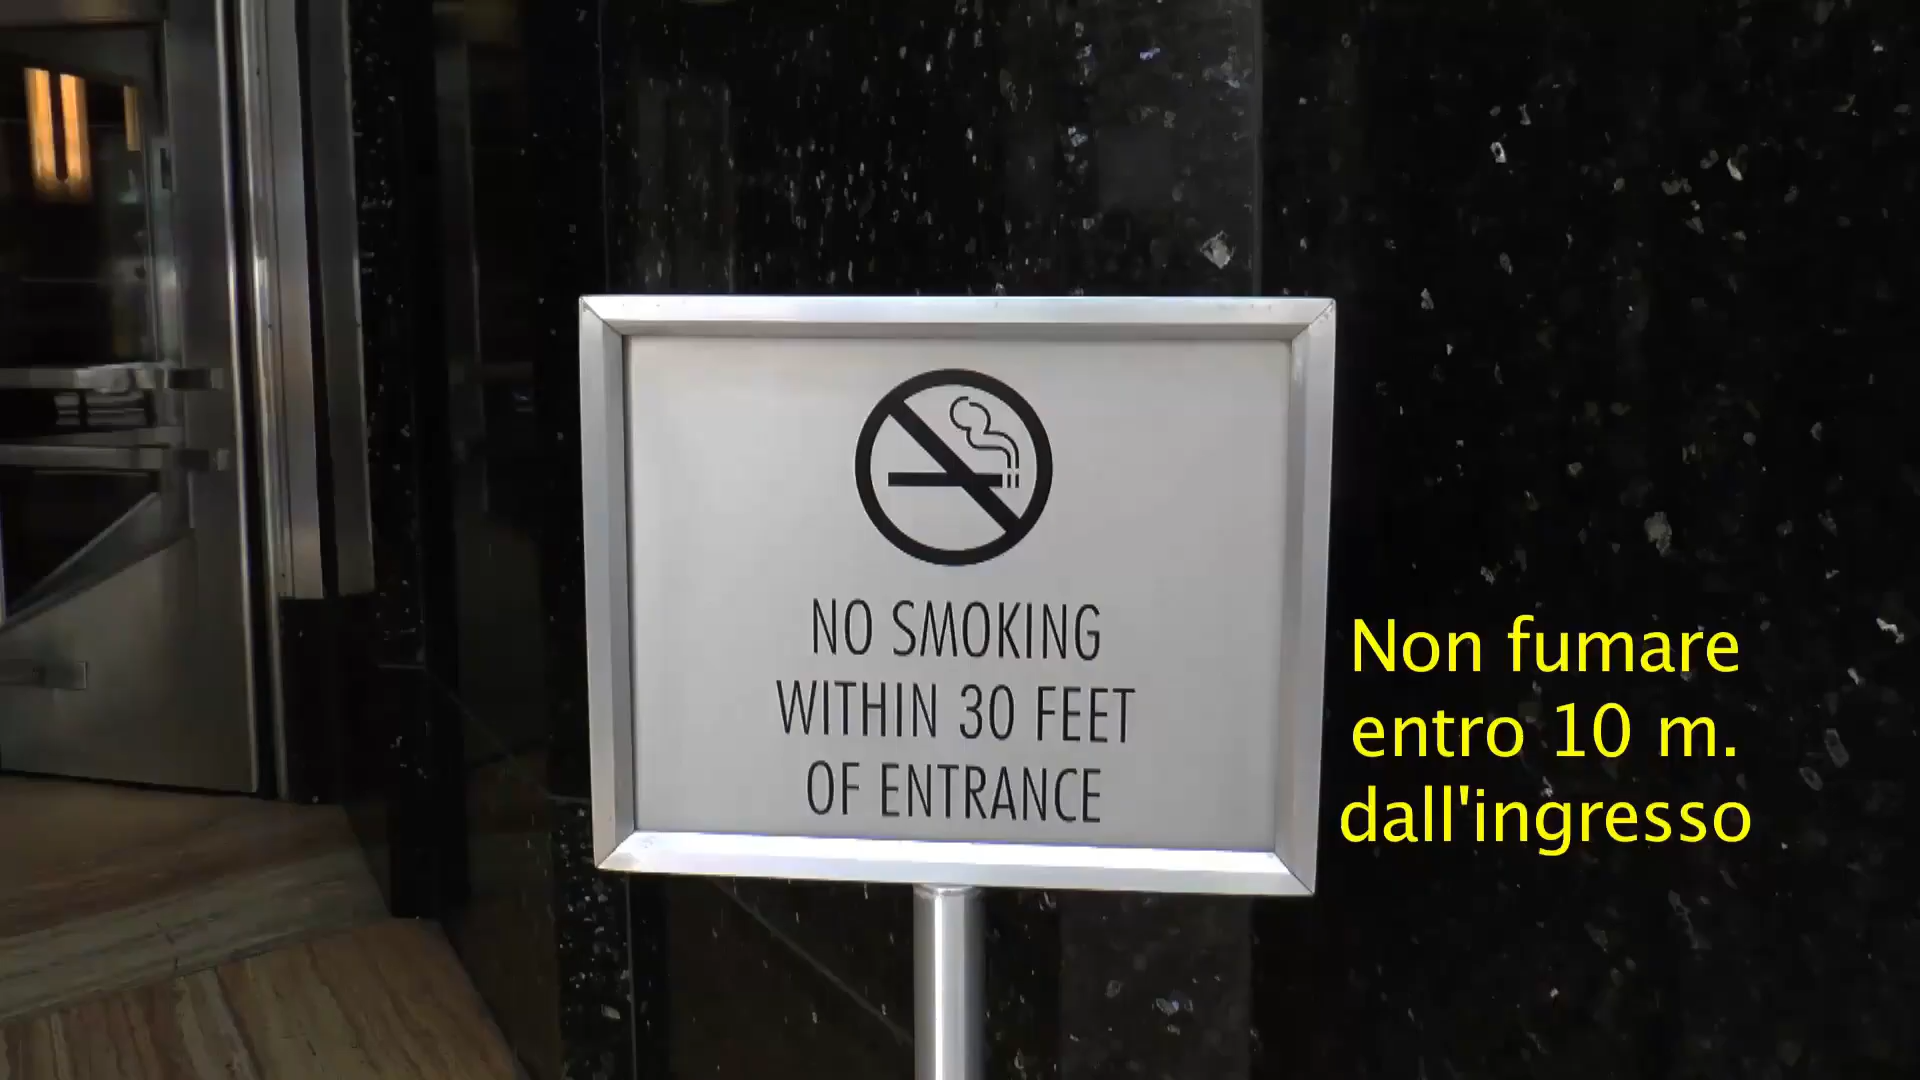 NO SMOKING
WITHIN 30 FEET
OF ENTRANCE
Non fumare
entro 10 m.
dall'ingresso